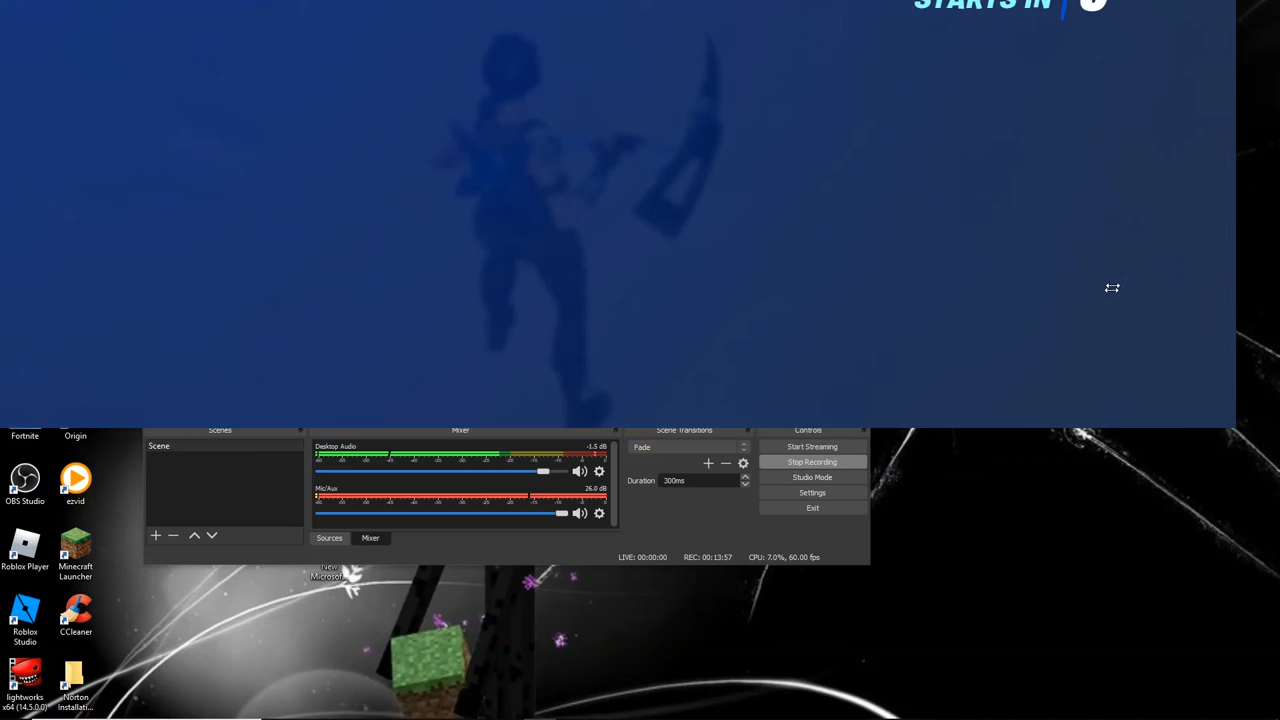 STARTS IN
Scenes
Mixer
Scene Transitions
Controls
Fortnite
Origin
Scene
Desktop Audio
-1.5 dB
Mic/Aux
26.0 dB
Fade
Duration
300ms
Start Streaming
Stop Recording
Studio Mode
Settings
Exit
OBS Studio
ezvid
Sources
Mixer
LIVE: 00:00:00
REC: 00:13:57
CPU: 7.0%, 60.00 fps
Roblox Player
Minecraft
Launcher
New
Microsof...
Roblox
Studio
CCleaner
lightworks
x64 (14.5.0.0)
Norton
Installati...